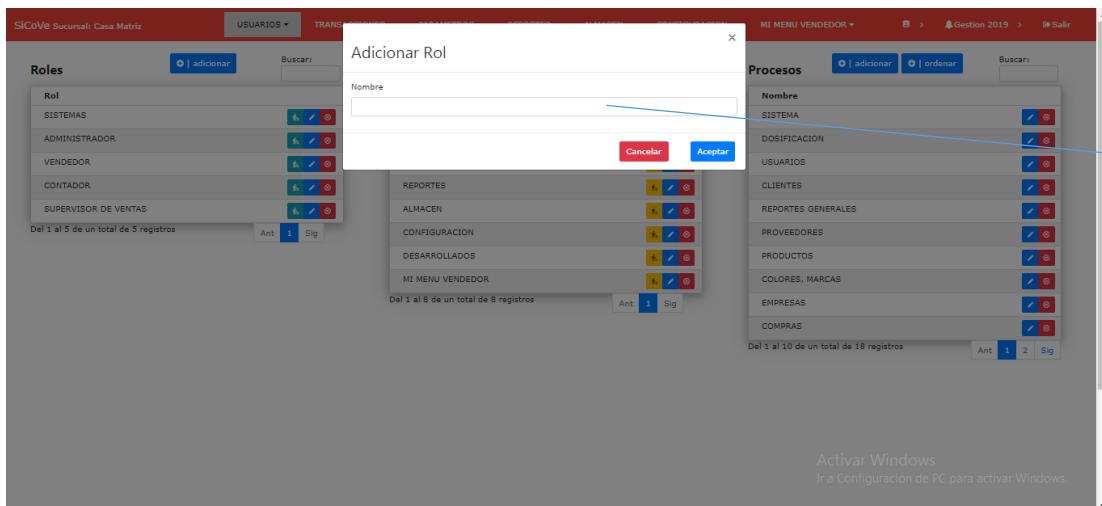 SiCoVe Sucursal: Casa Matriz
USUARIOS
MI MENU VENDEDOR
Gestion 2019
Salir
Adicionar Rol
×
Nombre
Cancelar
Aceptar
Roles
| adicionar
Buscar:
Rol
SISTEMAS
ADMINISTRADOR
VENDEDOR
CONTADOR
SUPERVISOR DE VENTAS
Del 1 al 5 de un total de 5 registros
Ant 1 Sig
REPORTES
ALMACEN
CONFIGURACION
DESARROLLADOS
MI MENU VENDEDOR
Del 1 al 8 de un total de 8 registros
Ant 1 Sig
Procesos
| adicionar
| ordenar
Buscar:
Nombre
SISTEMA
DOSIFICACION
USUARIOS
CLIENTES
REPORTES GENERALES
PROVEEDORES
PRODUCTOS
COLORES, MARCAS
EMPRESAS
COMPRAS
Del 1 al 10 de un total de 18 registros
Ant 1 2 Sig
Activar Windows
Ir a Configuración de PC para activar Windows.